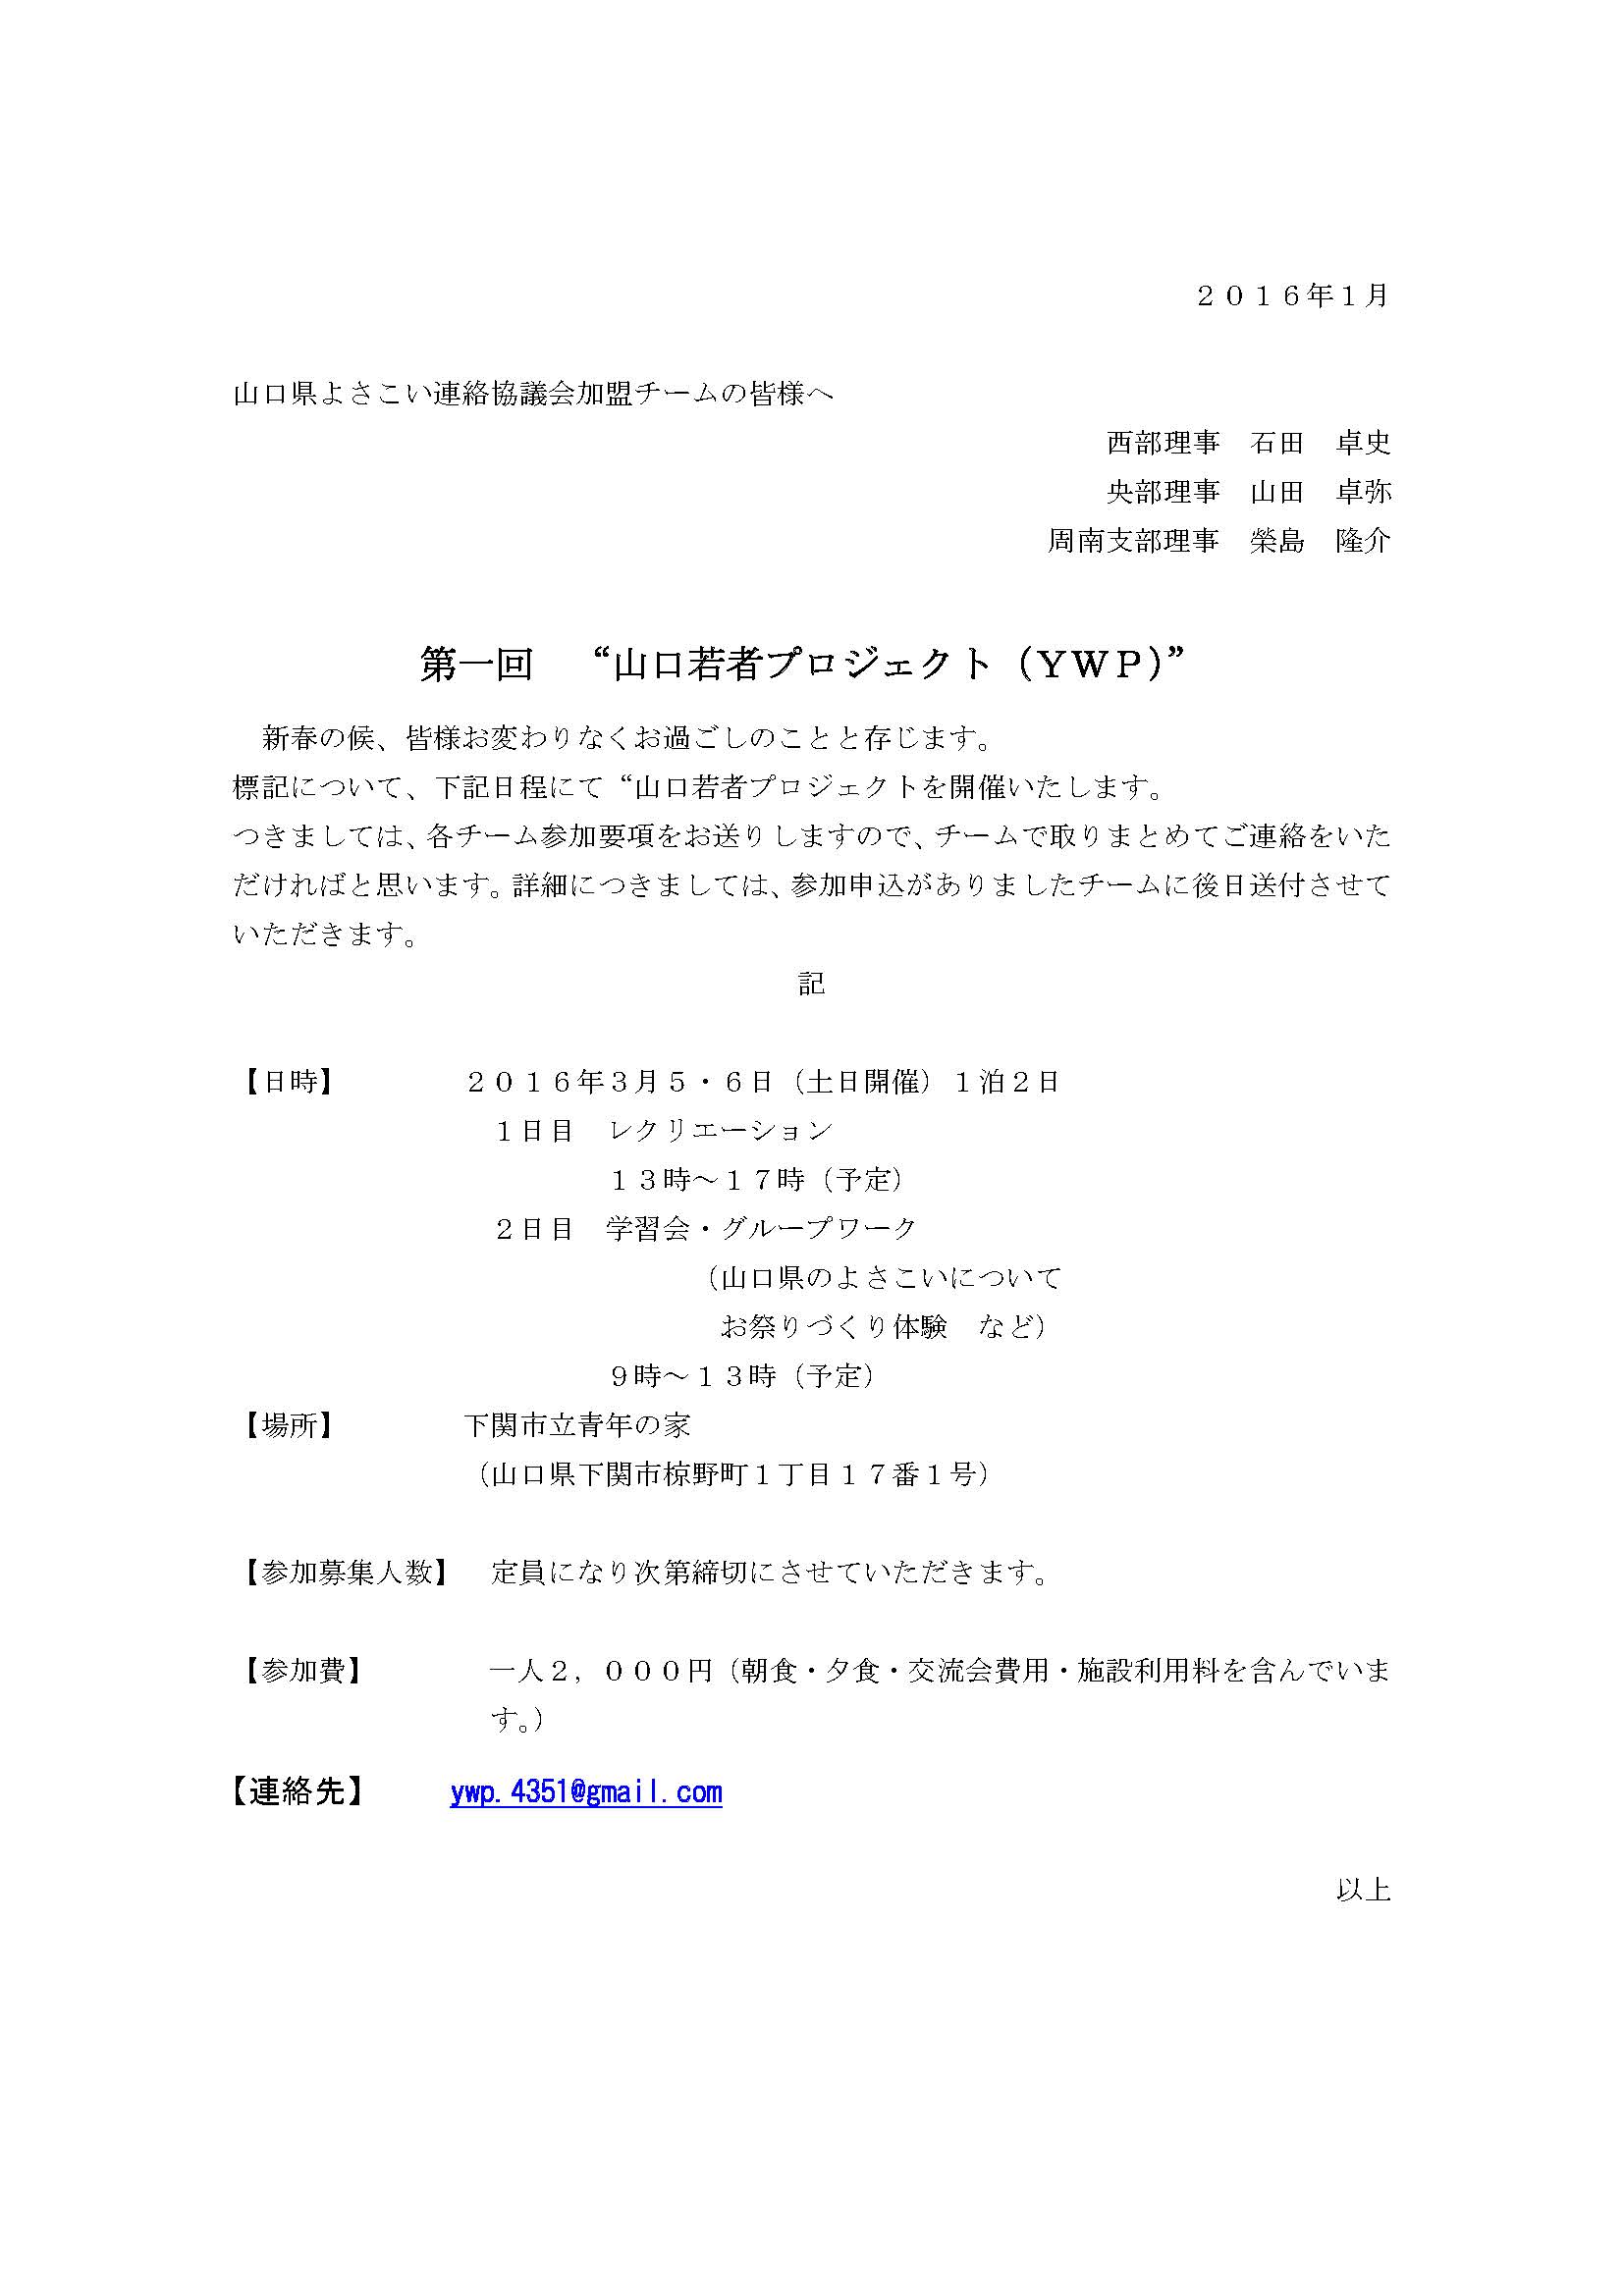 ２０１６年１月
山口県よさこい連絡協議会加盟チームの皆様へ
西部理事　石田　卓史
央部理事　山田　卓弥
周南支部理事　榮島　隆介
第一回　“山口若者プロジェクト（ＹＷＰ）”
新春の候、皆様お変わりなくお過ごしのことと存じます。
標記について、下記日程にて“山口若者プロジェクトを開催いたします。
つきましては、各チーム参加要項をお送りしますので、チームで取りまとめてご連絡をいた
だければと思います。詳細につきましては、参加申込がありましたチームに後日送付させて
いただきます。
記
【日時】　２０１６年３月５・６日（土日開催）１泊２日
１日目　レクリエーション
１３時～１７時（予定）
２日目　学習会・グループワーク
（山口県のよさこいについて
お祭りづくり体験　など）
９時～１３時（予定）
【場所】　下関市立青年の家
（山口県下関市椋野町１丁目１７番１号）
【参加募集人数】　定員になり次第締切にさせていただきます。
【参加費】　一人２，０００円（朝食・夕食・交流会費用・施設利用料を含んでいま
す。）
【連絡先】　ywp.4351@gmail.com
以上